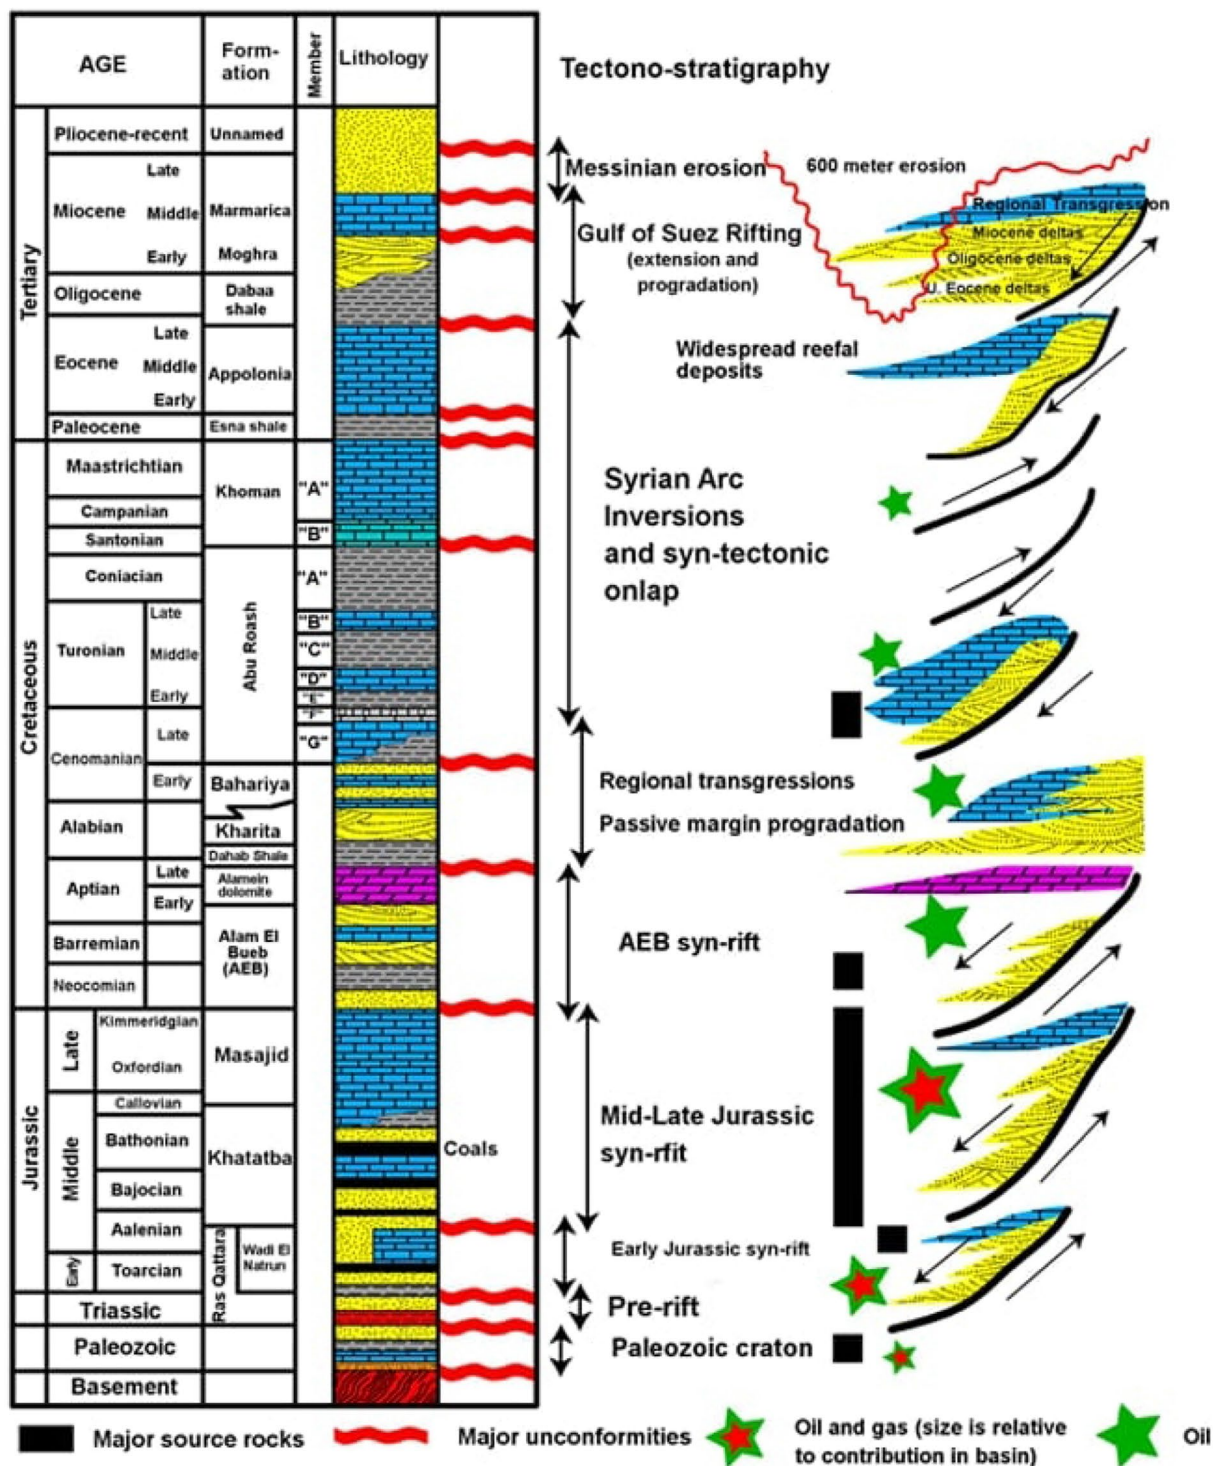 AGE
Form-
ation
Member
Lithology
Tectono-stratigraphy
Tertiary
Pliocene-recent
Unnamed
Late
Miocene
Middle
Marmarica
Early
Moghra
Oligocene
Dabaa
shale
Late
Eocene
Middle
Appolonia
Early
Paleocene
Esna shale
Cretaceous
Maastrichtian
Khoman
"A"
Campanian
Santonian
"B"
Coniacian
Abu Roash
"A"
Turonian
Late
Middle
Early
"B"
"C"
"D"
"E"
"F"
"G"
Cenomanian
Late
Early
Bahariya
Alabian
Kharita
Dahab Shale
Aptian
Late
Early
Alamein
dolomite
Barremian
Alam El
Bueb
(AEB)
Neocomian
Jurassic
Late
Kimmeridgian
Oxfordian
Masajid
Middle
Callovian
Bathonian
Khatatba
Bajocian
Aalenian
Early
Toarcian
Ras Qattara
Wadi El
Natrun
Triassic
Paleozoic
Basement
Coals
Messinian erosion
600 meter erosion
Gulf of Suez Rifting
(extension and
progradation)
Regional Transgression
Miocene deltas
Oligocene deltas
U. Eocene deltas
Widespread reefal
deposits
Syrian Arc
Inversions
and syn-tectonic
onlap
Regional transgressions
Passive margin progradation
AEB syn-rift
Mid-Late Jurassic
syn-rfit
Early Jurassic syn-rift
Pre-rift
Paleozoic craton
Major source rocks
Major unconformities
Oil and gas (size is relative
to contribution in basin)
Oil